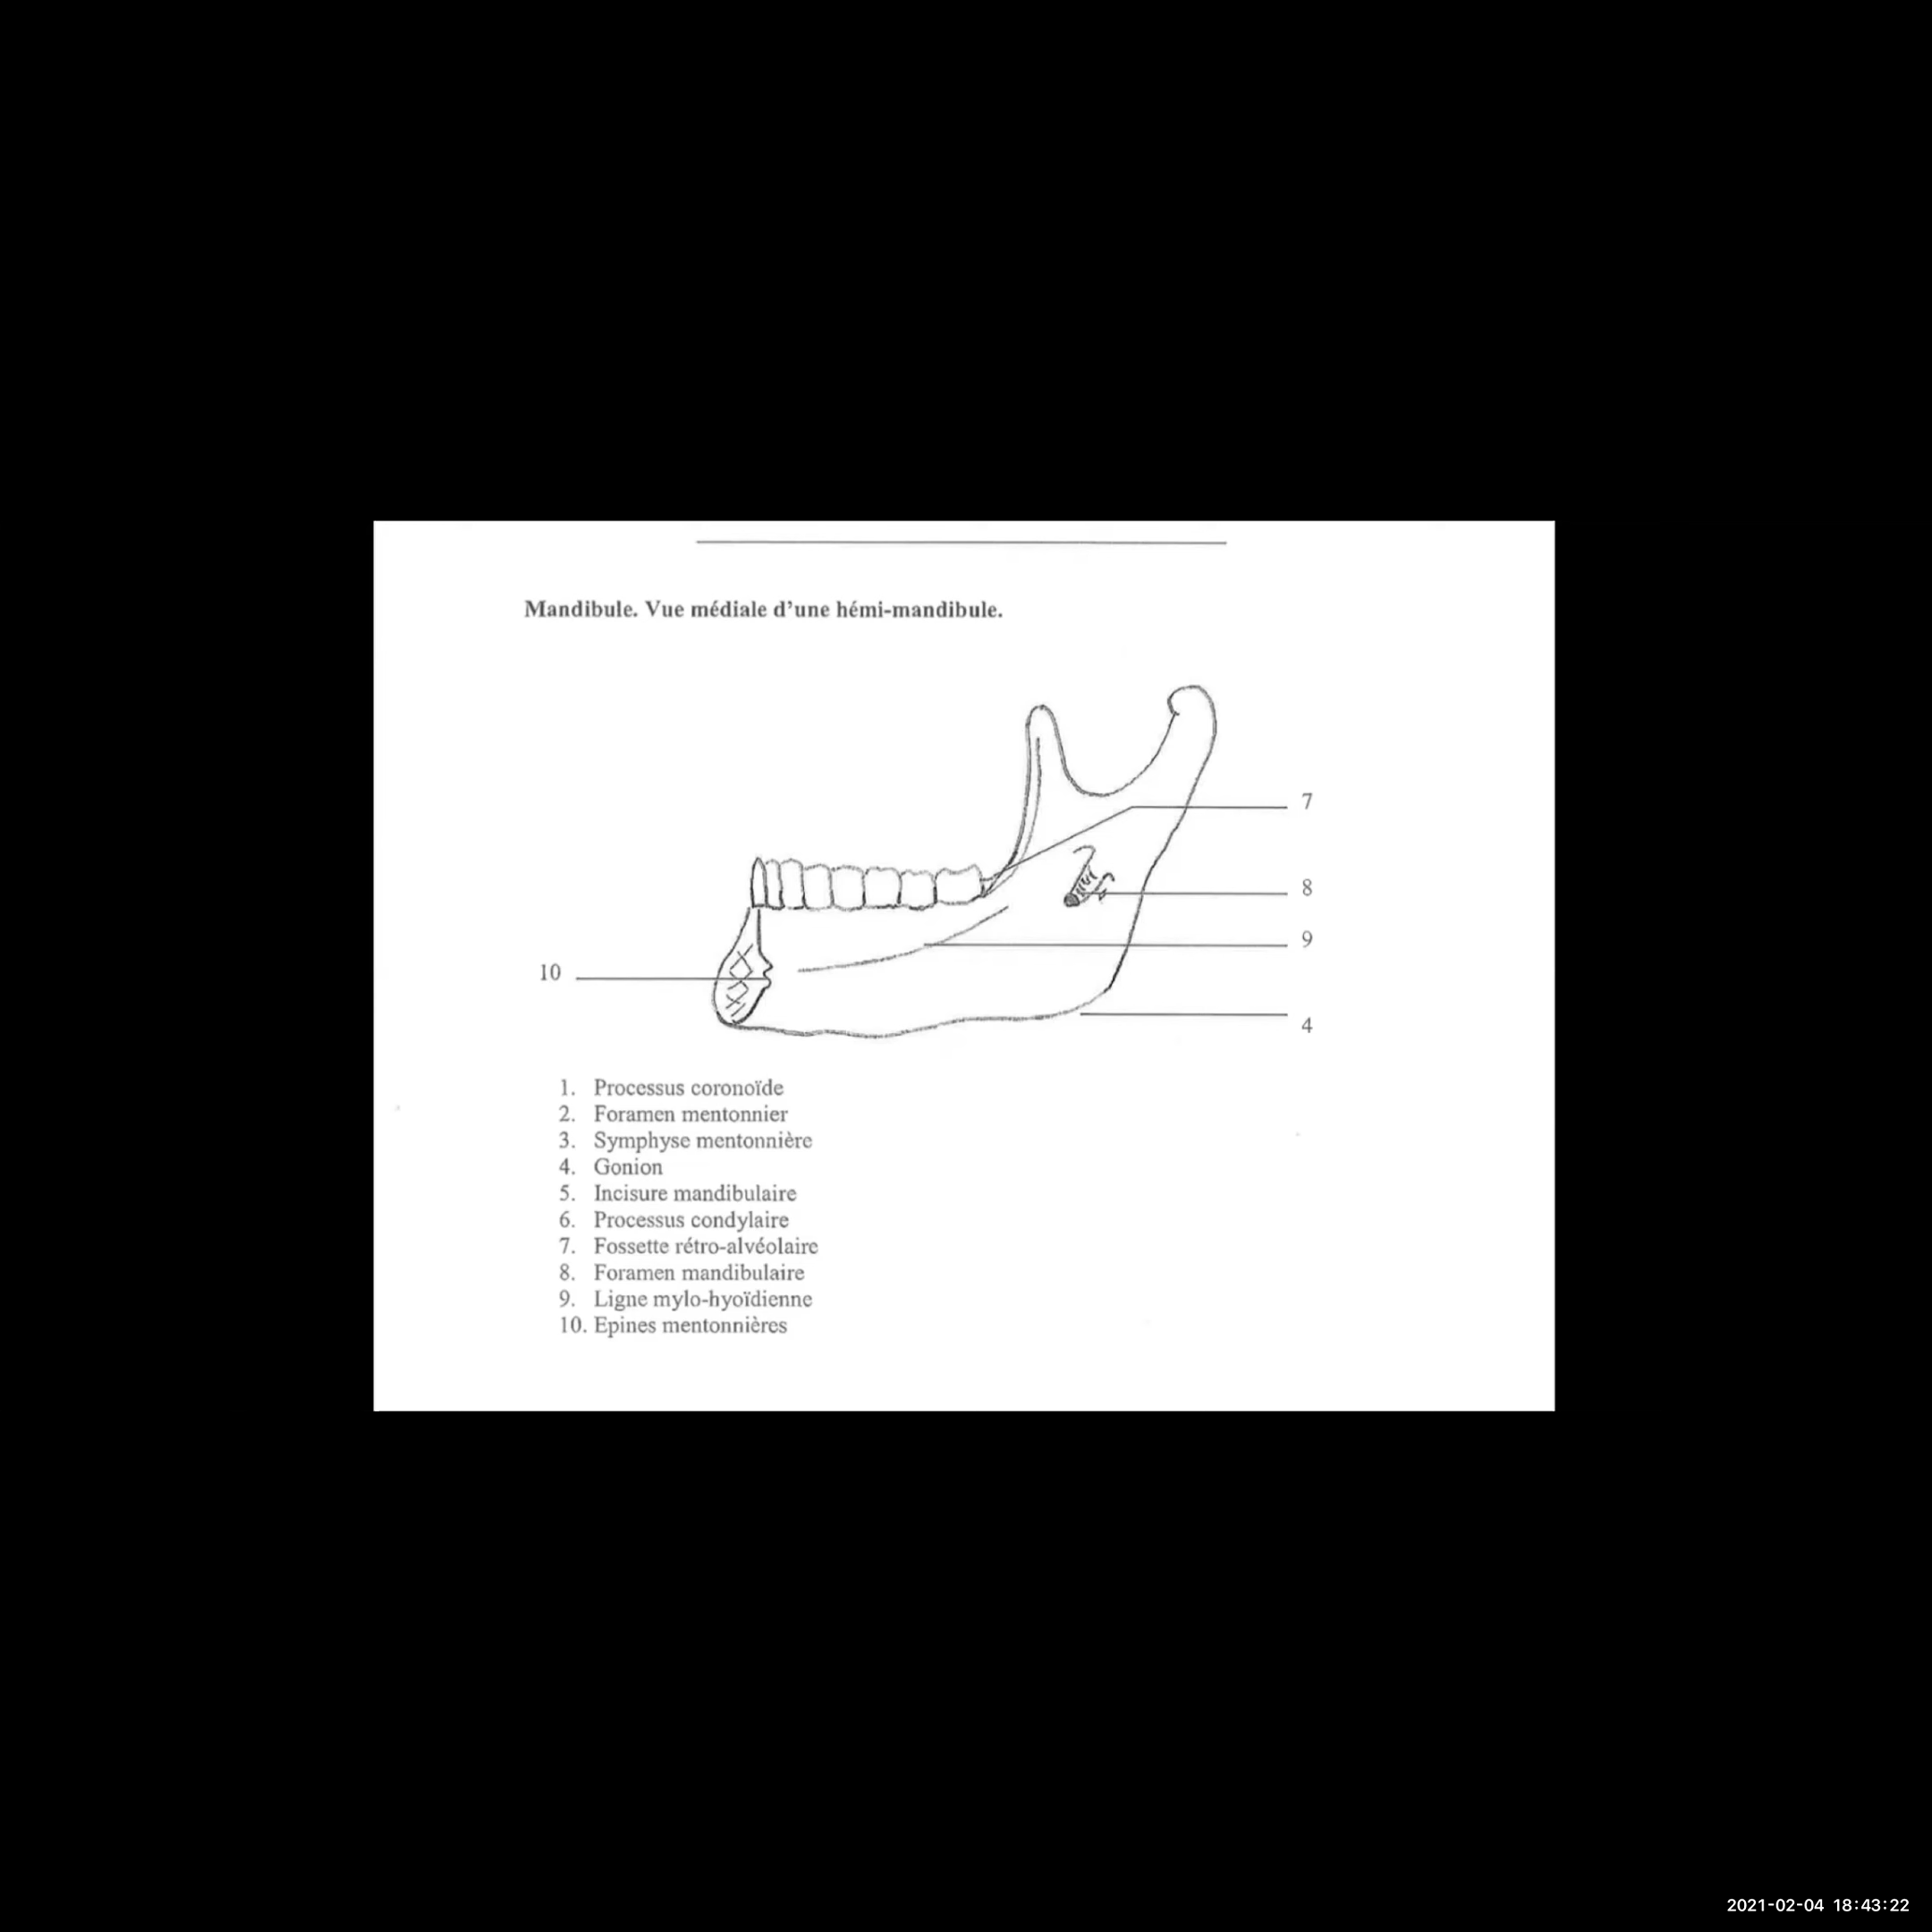 Mandibule. Vue médiale d'une hémi-mandibule.
7
8
9
10
4
1. Processus coronoïde
2. Foramen mentonnier
3. Symphyse mentonnière
4. Gonion
5. Incisure mandibulaire
6. Processus condylaire
7. Fossette rétro-alvéolaire
8. Foramen mandibulaire
9. Ligne mylo-hyoïdienne
10. Epines mentonnières
2021-02-04 18:43:22